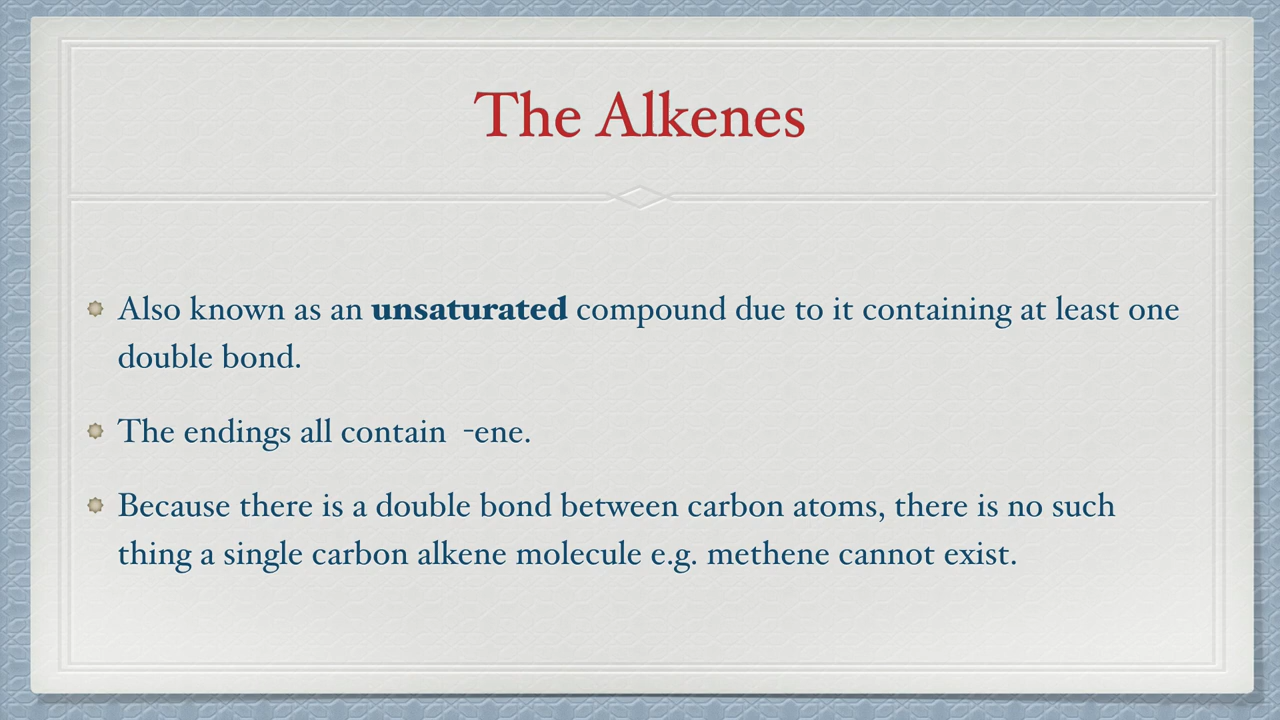 The Alkenes
Also known as an unsaturated compound due to it containing at least one
double bond.
The endings all contain -ene.
Because there is a double bond between carbon atoms, there is no such
thing a single carbon alkene molecule e.g. methene cannot exist.